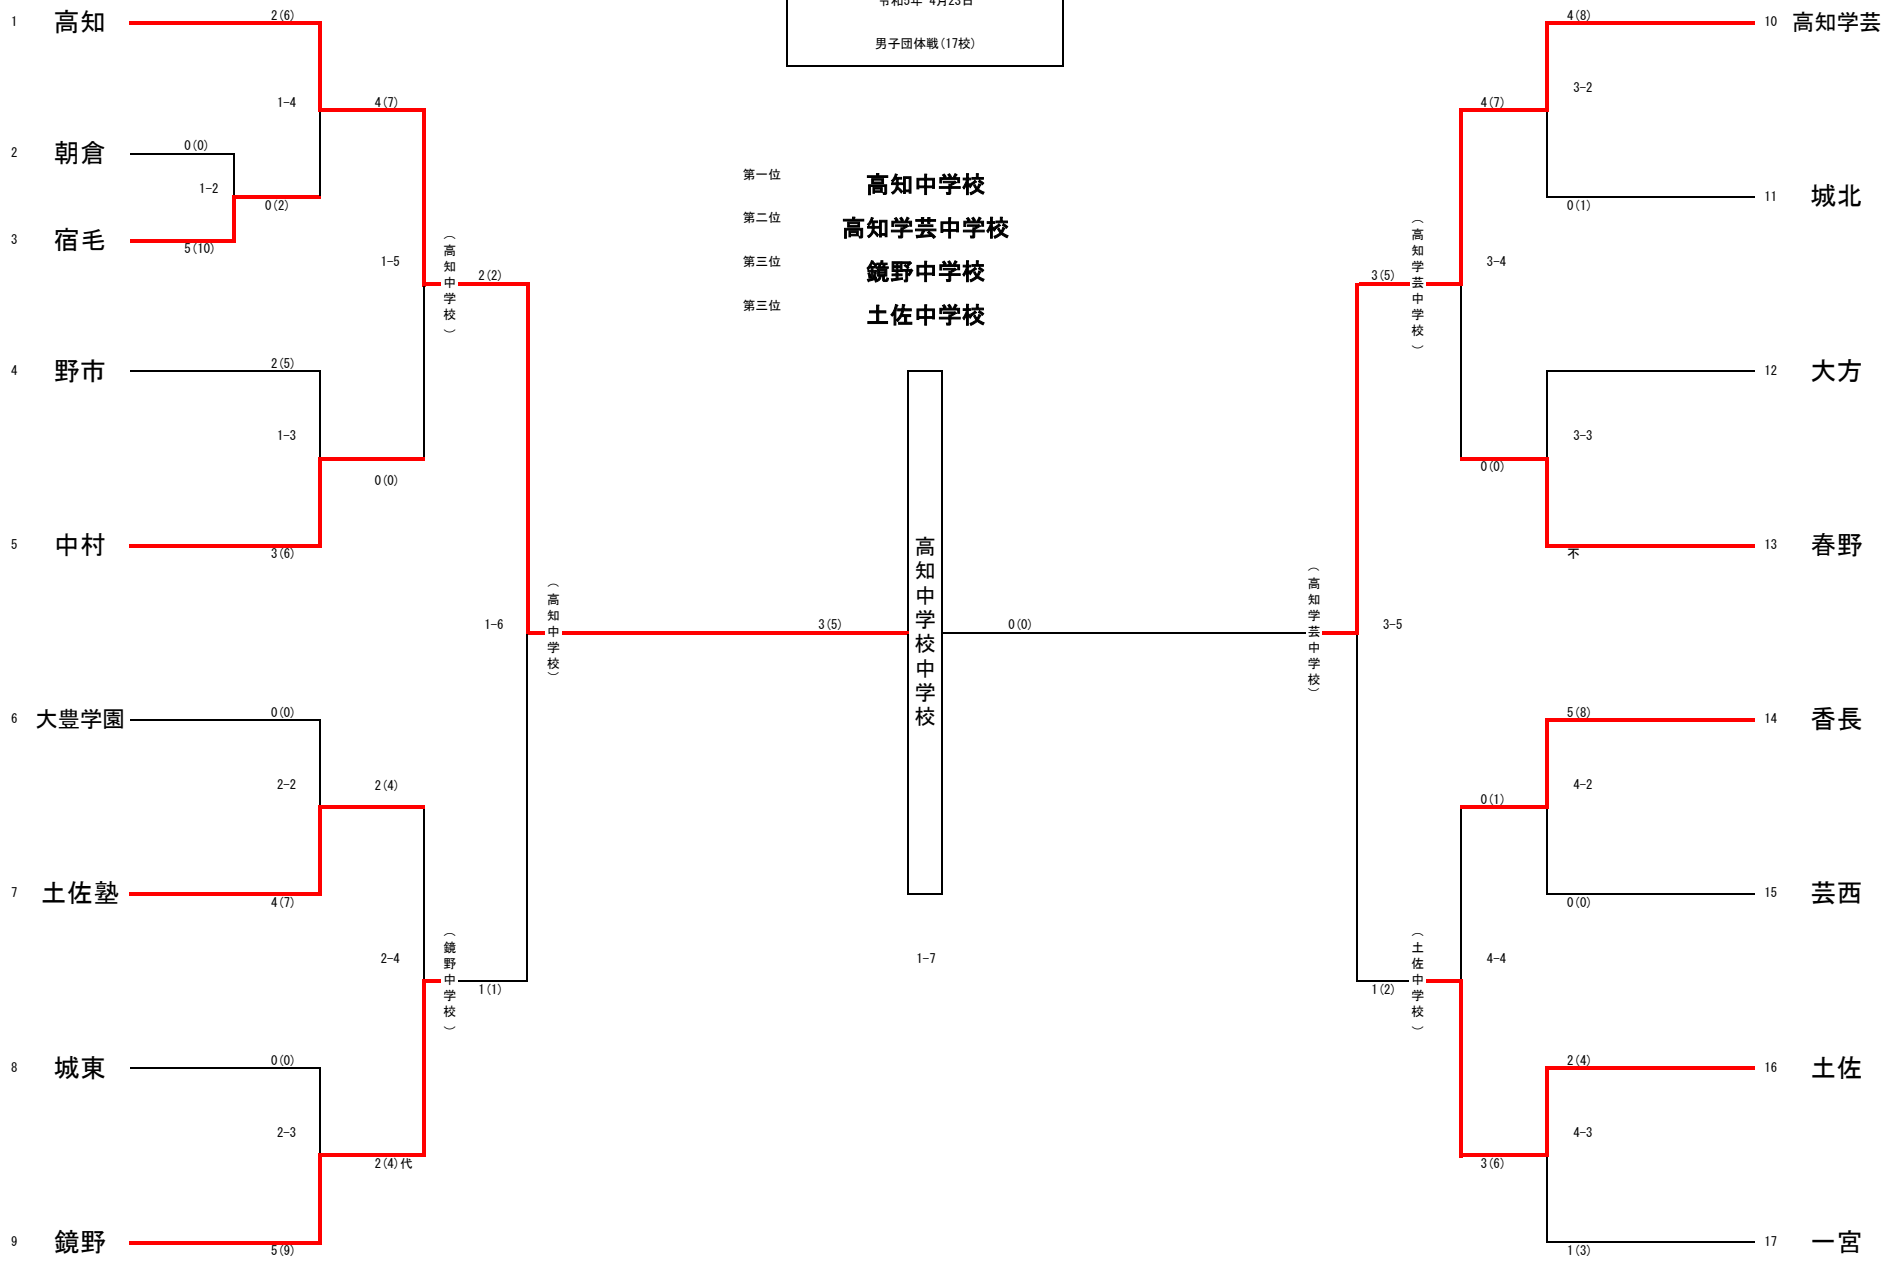 令和5年 4月23日
男子団体戦(17校)
第一位 高知中学校
第二位 高知学芸中学校
第三位 鏡野中学校
第三位 土佐中学校
1 高知 2(6)
1-4 4(7)
2 朝倉 0(0)
1-2
0(2)
3 宿毛 5(10)
1-5
(高知中学校)
2(2)
4 野市 2(5)
1-3
0(0)
5 中村 3(6)
1-6
(高知中学校)
3(5)
6 大豊学園 0(0)
2-2 2(4)
7 土佐塾 4(7)
2-4
(鏡野中学校)
1(1)
8 城東 0(0)
2-3
2(4)代
9 鏡野 5(9)
高知中学校中学校
1-7
0(0)
(高知学芸中学校)
3-5
4(8) 10 高知学芸
4(7) 3-2
0(1) 11 城北
3(5)
(高知学芸中学校)
3-4
12 大方
3-3
0(0)
不 13 春野
5(8) 14 香長
0(1) 4-2
0(0) 15 芸西
1(2)
(土佐中学校)
4-4
2(4) 16 土佐
4-3
3(6)
1(3) 17 一宮